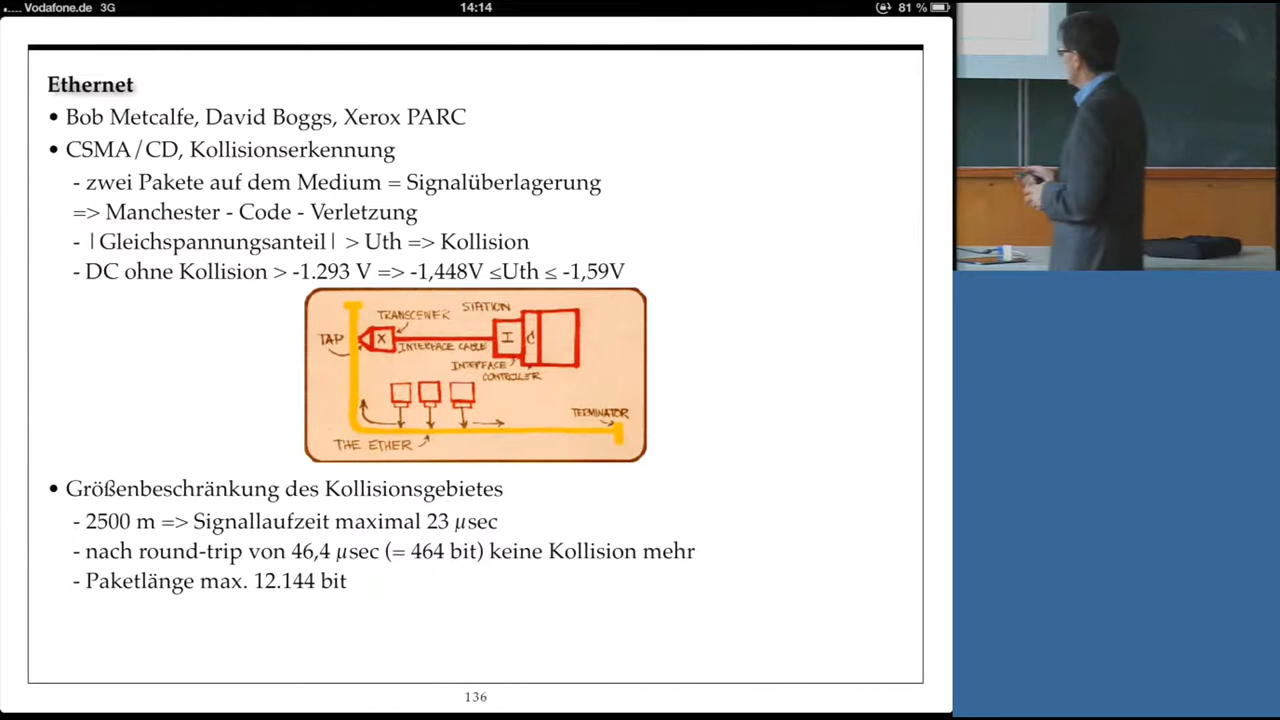 Vodafone.de 3G 14:14 81 %
Ethernet
• Bob Metcalfe, David Boggs, Xerox PARC
• CSMA/CD, Kollisionserkennung
- zwei Pakete auf dem Medium = Signalüberlagerung
=> Manchester - Code - Verletzung
- |Gleichspannungsanteil| > Uth => Kollision
- DC ohne Kollision > -1.293 V => -1,448V ≤Uth ≤ -1,59V
STATION
TRANSCEIVER
TAP
X
I
C
INTERFACE CABLE
INTERFACE
CONTROLLER
TERMINATOR
THE ETHER
• Größenbeschränkung des Kollisionsgebietes
- 2500 m => Signallaufzeit maximal 23 µsec
- nach round-trip von 46,4 µsec (= 464 bit) keine Kollision mehr
- Paketlänge max. 12.144 bit
136